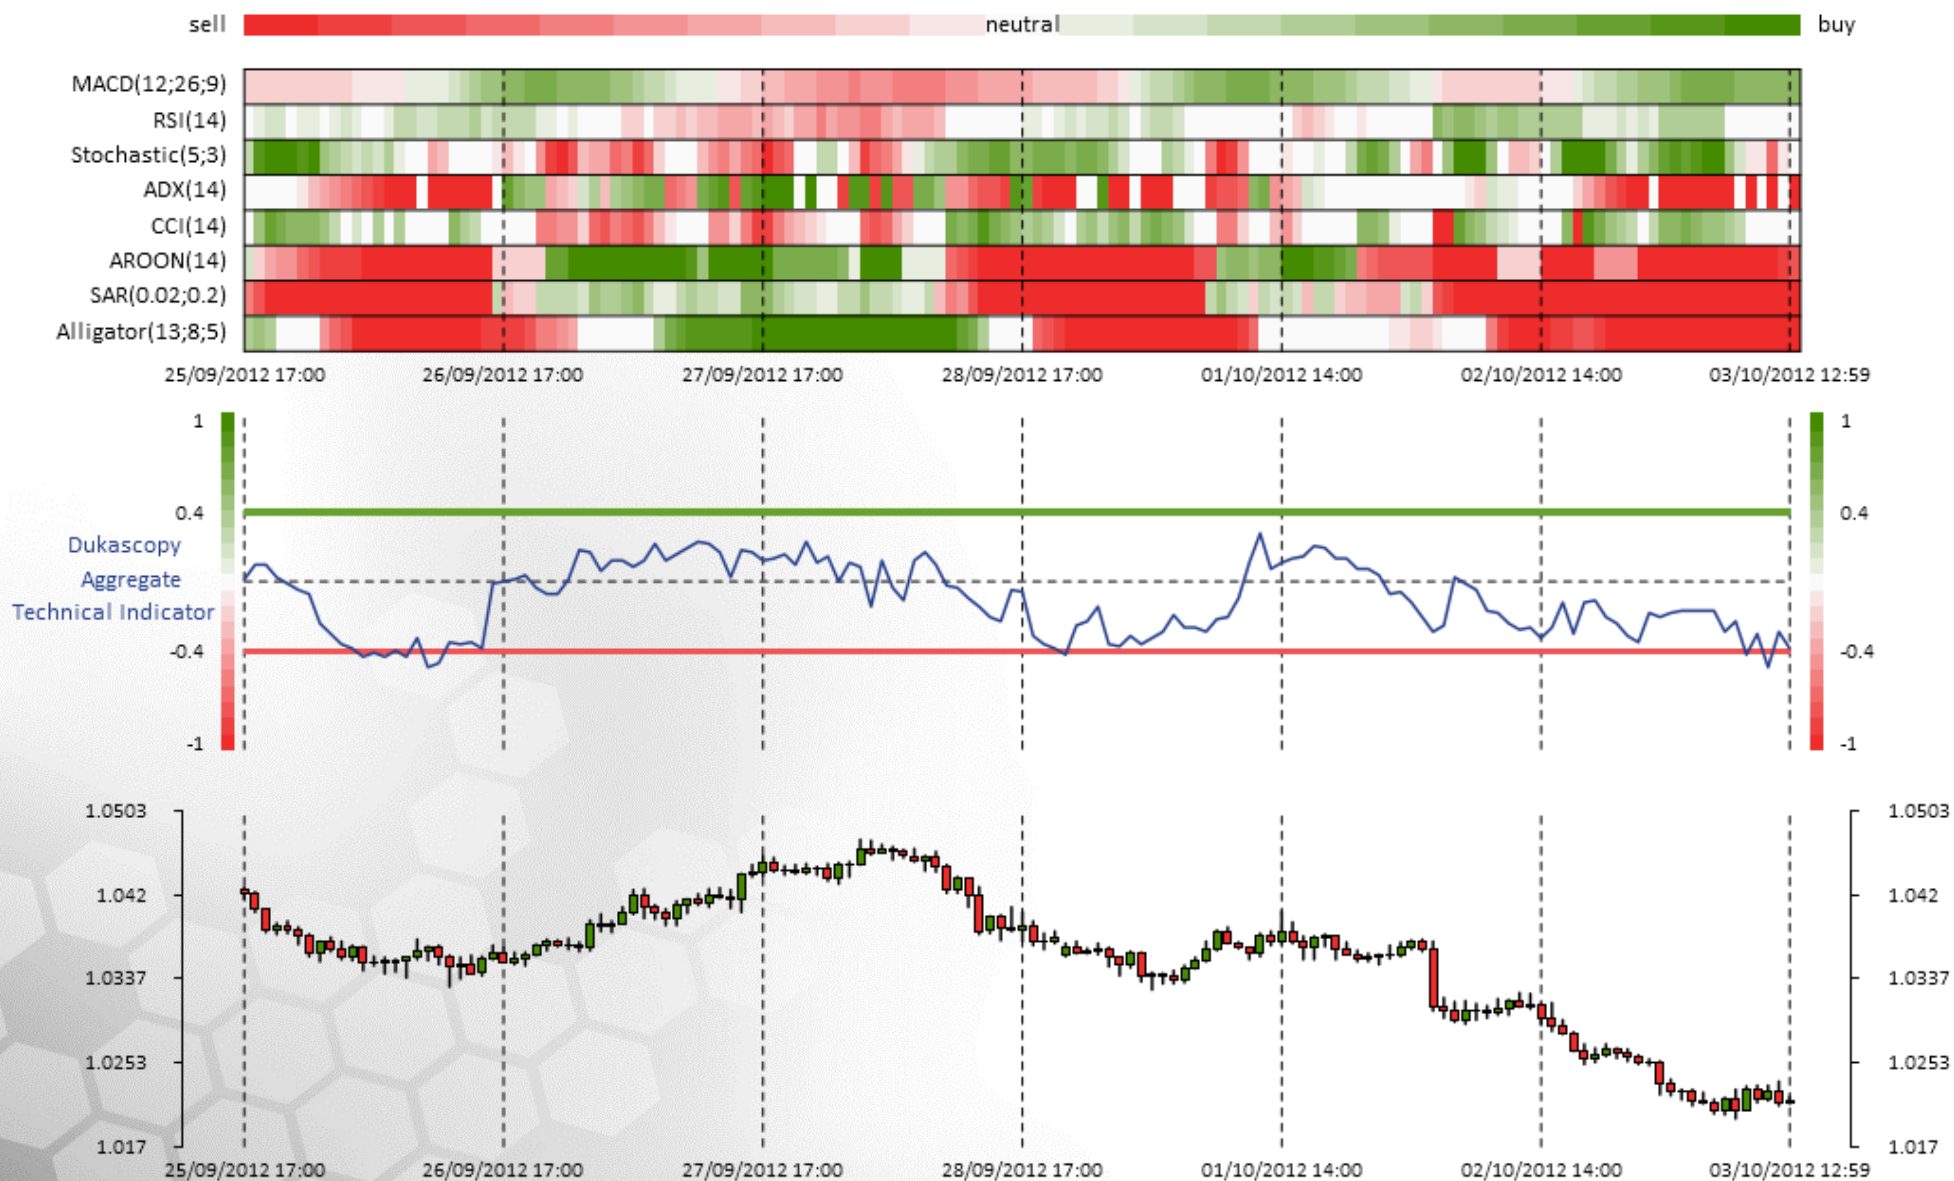 sell neutral buy
MACD(12;26;9)
RSI(14)
Stochastic(5;3)
ADX(14)
CCI(14)
AROON(14)
SAR(0.02;0.2)
Alligator(13;8;5)
25/09/2012 17:00 26/09/2012 17:00 27/09/2012 17:00 28/09/2012 17:00 01/10/2012 14:00 02/10/2012 14:00 03/10/2012 12:59
1 1
0.4 0.4
Dukascopy
Aggregate
Technical Indicator
-0.4 -0.4
-1 -1
1.0503 1.0503
1.042 1.042
1.0337 1.0337
1.0253 1.0253
1.017 1.017
25/09/2012 17:00 26/09/2012 17:00 27/09/2012 17:00 28/09/2012 17:00 01/10/2012 14:00 02/10/2012 14:00 03/10/2012 12:59